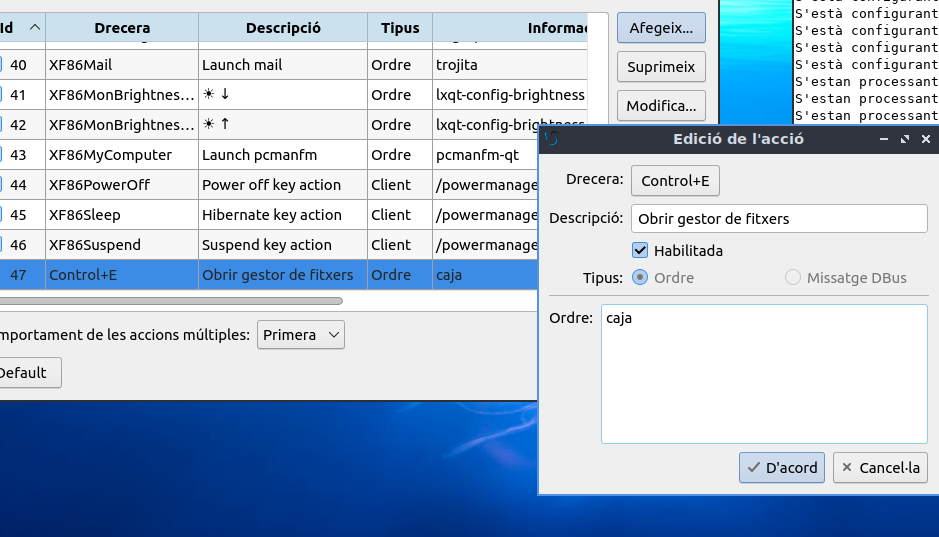 Id Drecera Descripció Tipus Informac
40 XF86Mail Launch mail Ordre trojita
41 XF86MonBrightnes... ☀ ↓ Ordre lxqt-config-brightness
42 XF86MonBrightnes... ☀ ↑ Ordre lxqt-config-brightness
43 XF86MyComputer Launch pcmanfm Ordre pcmanfm-qt
44 XF86PowerOff Power off key action Client /powermanage
45 XF86Sleep Hibernate key action Client /powermanage
46 XF86Suspend Suspend key action Client /powermanage
47 Control+E Obrir gestor de fitxers Ordre caja
mportament de les accions múltiples: Primera
Default
Afegeix...
Suprimeix
Modifica...
S'està configurant
S'està configurant
S'està configurant
S'està configurant
S'està configurant
S'estan processant
S'estan processant
S'estan processant
Edició de l'acció
Drecera: Control+E
Descripció: Obrir gestor de fitxers
Habilitada
Tipus: Ordre Missatge DBus
Ordre: caja
D'acord Cancel·la